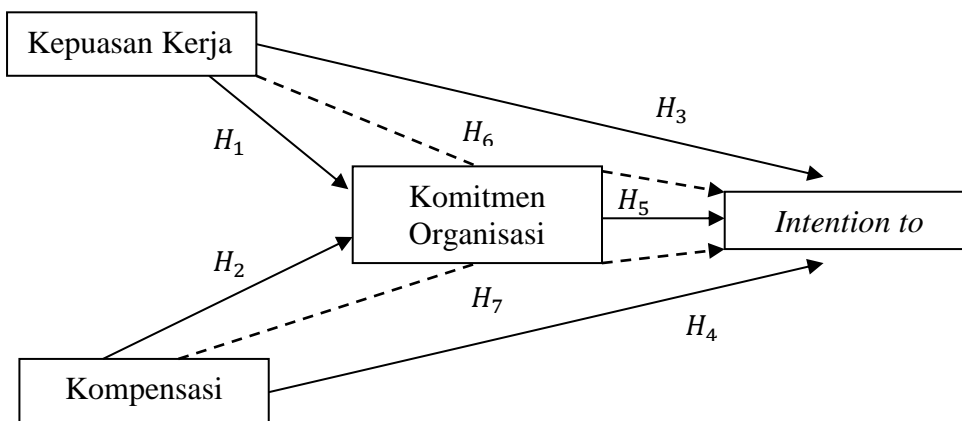 Kepuasan Kerja
H₃
H₁
H₆
Komitmen
Organisasi
H₅
Intention to
H₂
H₇
H₄
Kompensasi